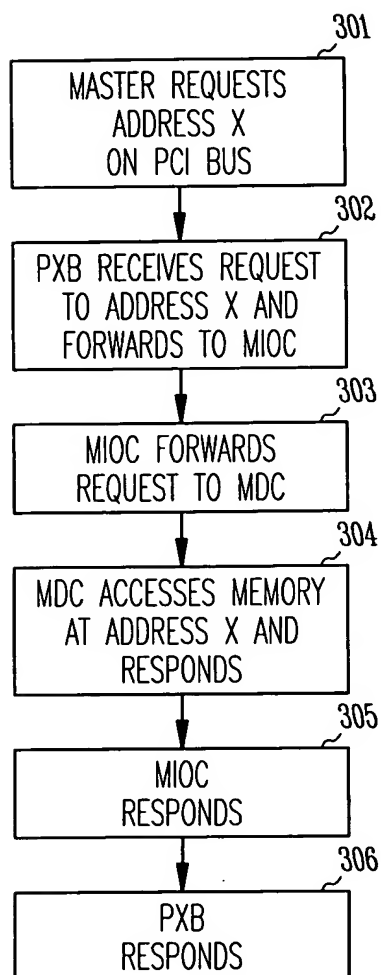 301
MASTER REQUESTS
ADDRESS X
ON PCI BUS
302
PXB RECEIVES REQUEST
TO ADDRESS X AND
FORWARDS TO MIOC
303
MIOC FORWARDS
REQUEST TO MDC
304
MDC ACCESSES MEMORY
AT ADDRESS X AND
RESPONDS
305
MIOC
RESPONDS
306
PXB
RESPONDS